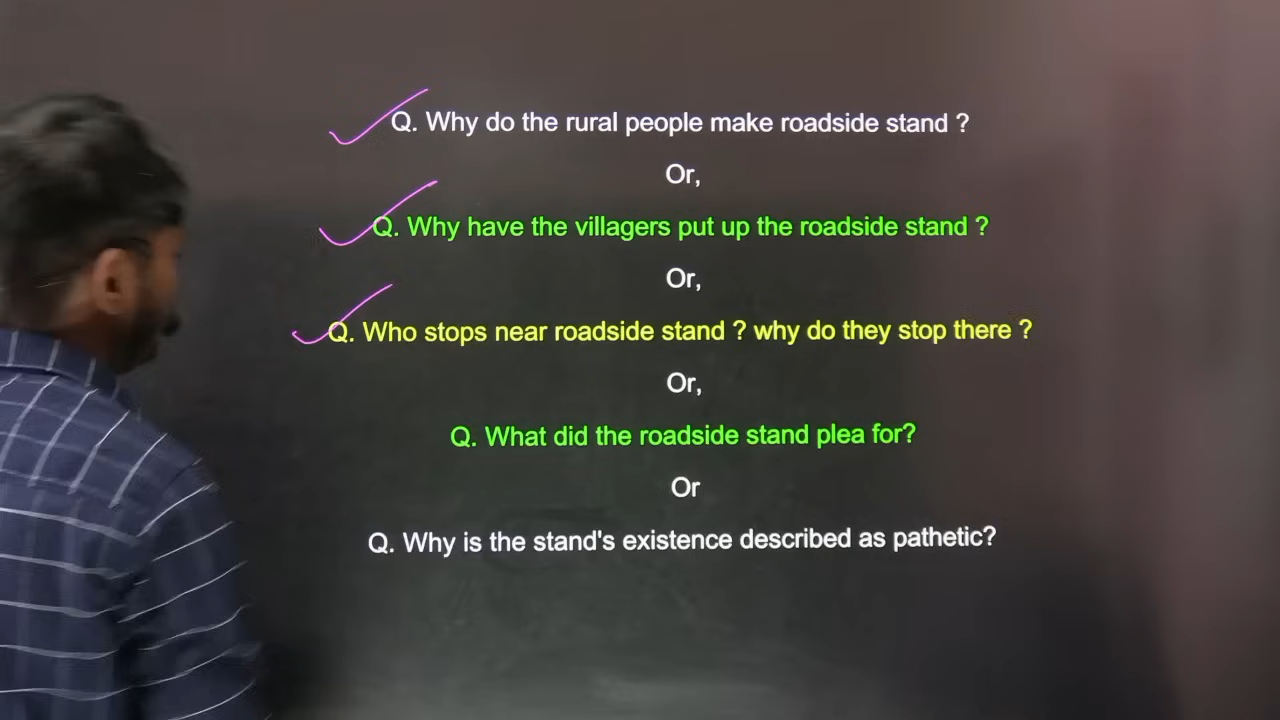 Q. Why do the rural people make roadside stand ?
Or,
Q. Why have the villagers put up the roadside stand ?
Or,
Q. Who stops near roadside stand ? why do they stop there ?
Or,
Q. What did the roadside stand plea for?
Or
Q. Why is the stand's existence described as pathetic?